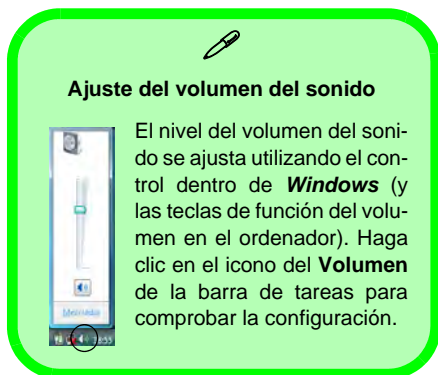 Ajuste del volumen del sonido
El nivel del volumen del soni-
do se ajusta utilizando el con-
trol dentro de Windows (y
las teclas de función del volu-
men en el ordenador). Haga
clic en el icono del Volumen
de la barra de tareas para
comprobar la configuración.
Mezclador